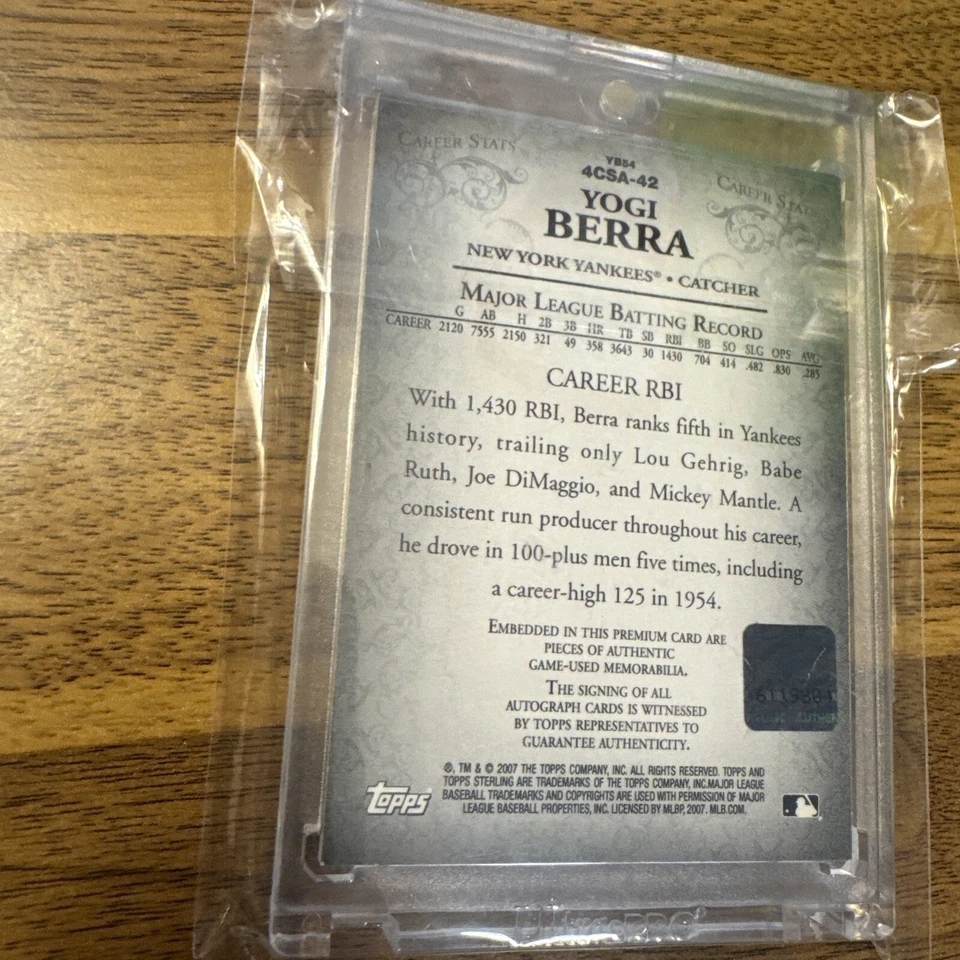 CAREER STATS
CAREER STATS
YB54
4CSA-42
YOGI
BERRA
NEW YORK YANKEES® • CATCHER
MAJOR LEAGUE BATTING RECORD
G AB H 2B 3B HR TB SB RBI BB SO SLG OPS AVG
CAREER 2120 7555 2150 321 49 358 3643 30 1430 704 414 .482 .830 .285
CAREER RBI
With 1,430 RBI, Berra ranks fifth in Yankees
history, trailing only Lou Gehrig, Babe
Ruth, Joe DiMaggio, and Mickey Mantle. A
consistent run producer throughout his career,
he drove in 100-plus men five times, including
a career-high 125 in 1954.
EMBEDDED IN THIS PREMIUM CARD ARE
PIECES OF AUTHENTIC
GAME-USED MEMORABILIA.
THE SIGNING OF ALL
AUTOGRAPH CARDS IS WITNESSED
BY TOPPS REPRESENTATIVES TO
GUARANTEE AUTHENTICITY.
®, TM & © 2007 THE TOPPS COMPANY, INC. ALL RIGHTS RESERVED. TOPPS AND
TOPPS STERLING ARE TRADEMARKS OF THE TOPPS COMPANY, INC.MAJOR LEAGUE
BASEBALL TRADEMARKS AND COPYRIGHTS ARE USED WITH PERMISSION OF MAJOR
LEAGUE BASEBALL PROPERTIES, INC. LICENSED BY MLBP, 2007. MLB.COM.
topps